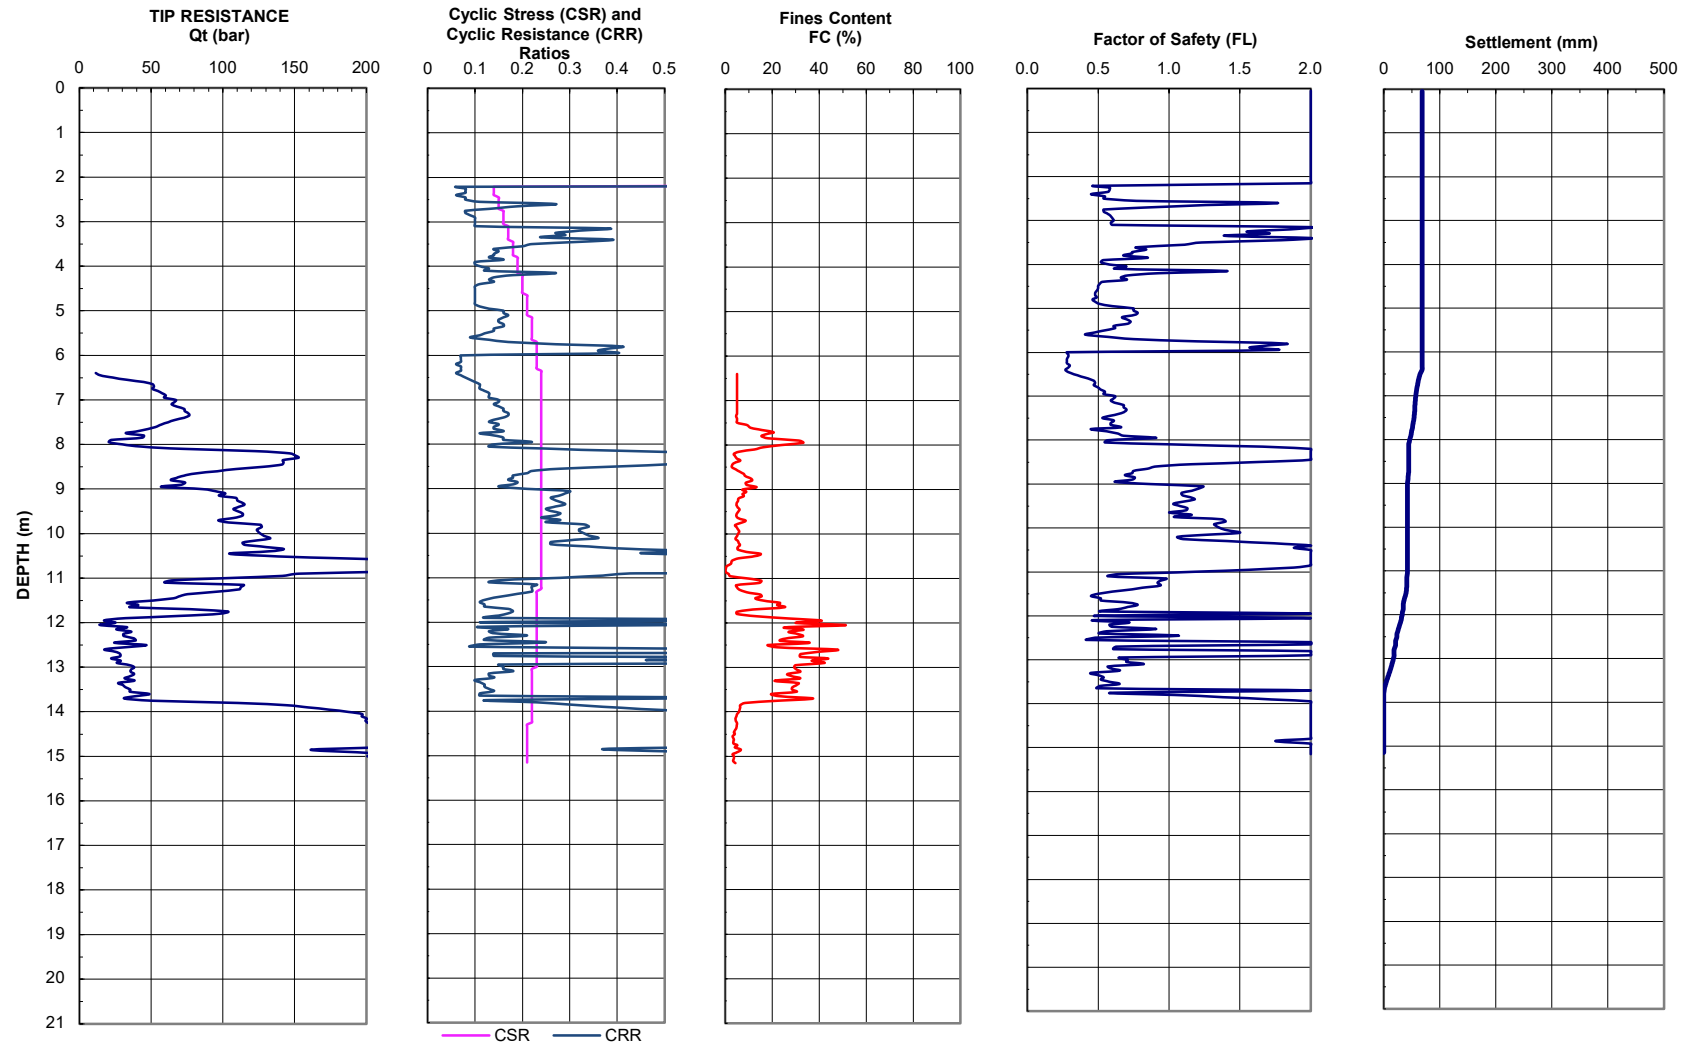 TIP RESISTANCE
Qt (bar)
0 50 100 150 200
Cyclic Stress (CSR) and
Cyclic Resistance (CRR)
Ratios
0 0.1 0.2 0.3 0.4 0.5
Fines Content
FC (%)
0 20 40 60 80 100
Factor of Safety (FL)
0.0 0.5 1.0 1.5 2.0
Settlement (mm)
0 100 200 300 400 500
DEPTH (m)
0
1
2
3
4
5
6
7
8
9
10
11
12
13
14
15
16
17
18
19
20
21
CSR CRR